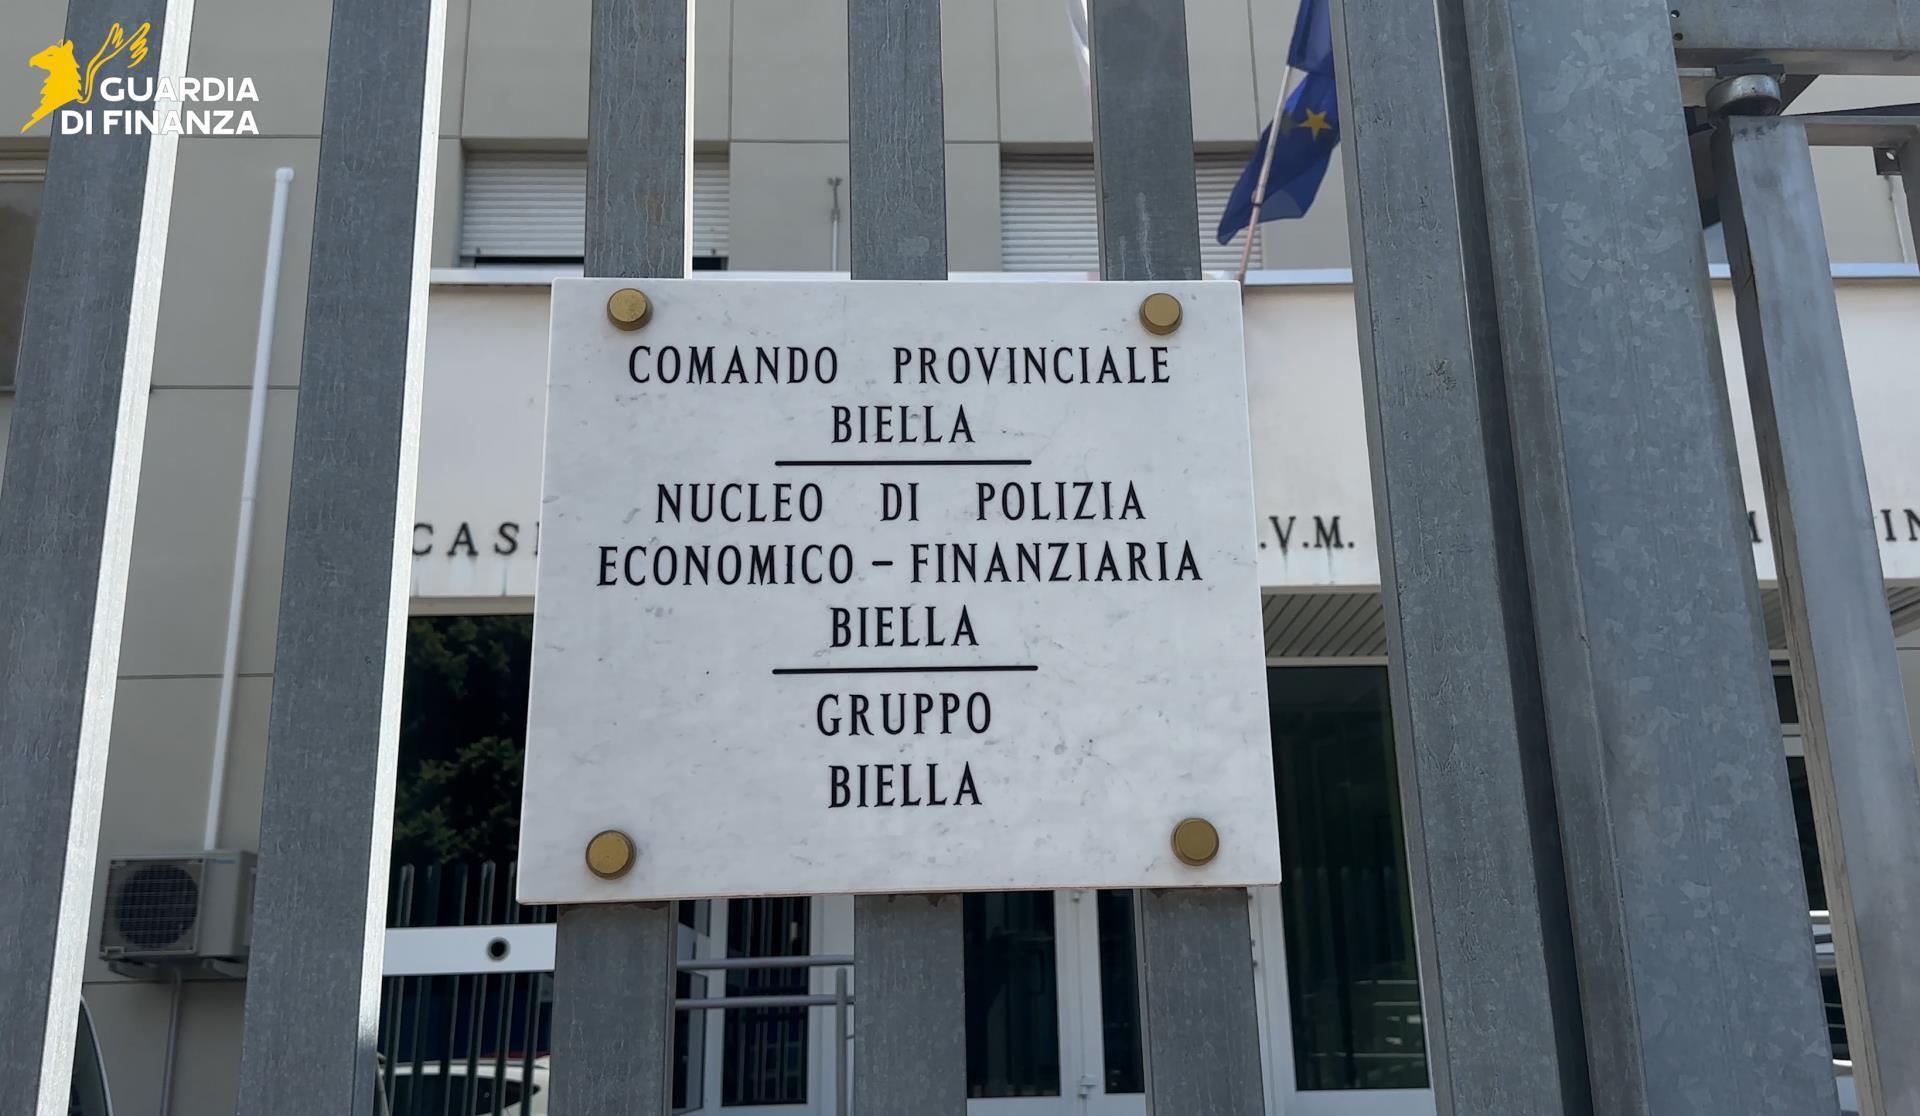 GUARDIA
DI FINANZA
COMANDO PROVINCIALE
BIELLA
NUCLEO DI POLIZIA
ECONOMICO - FINANZIARIA
BIELLA
GRUPPO
BIELLA
.V.M.